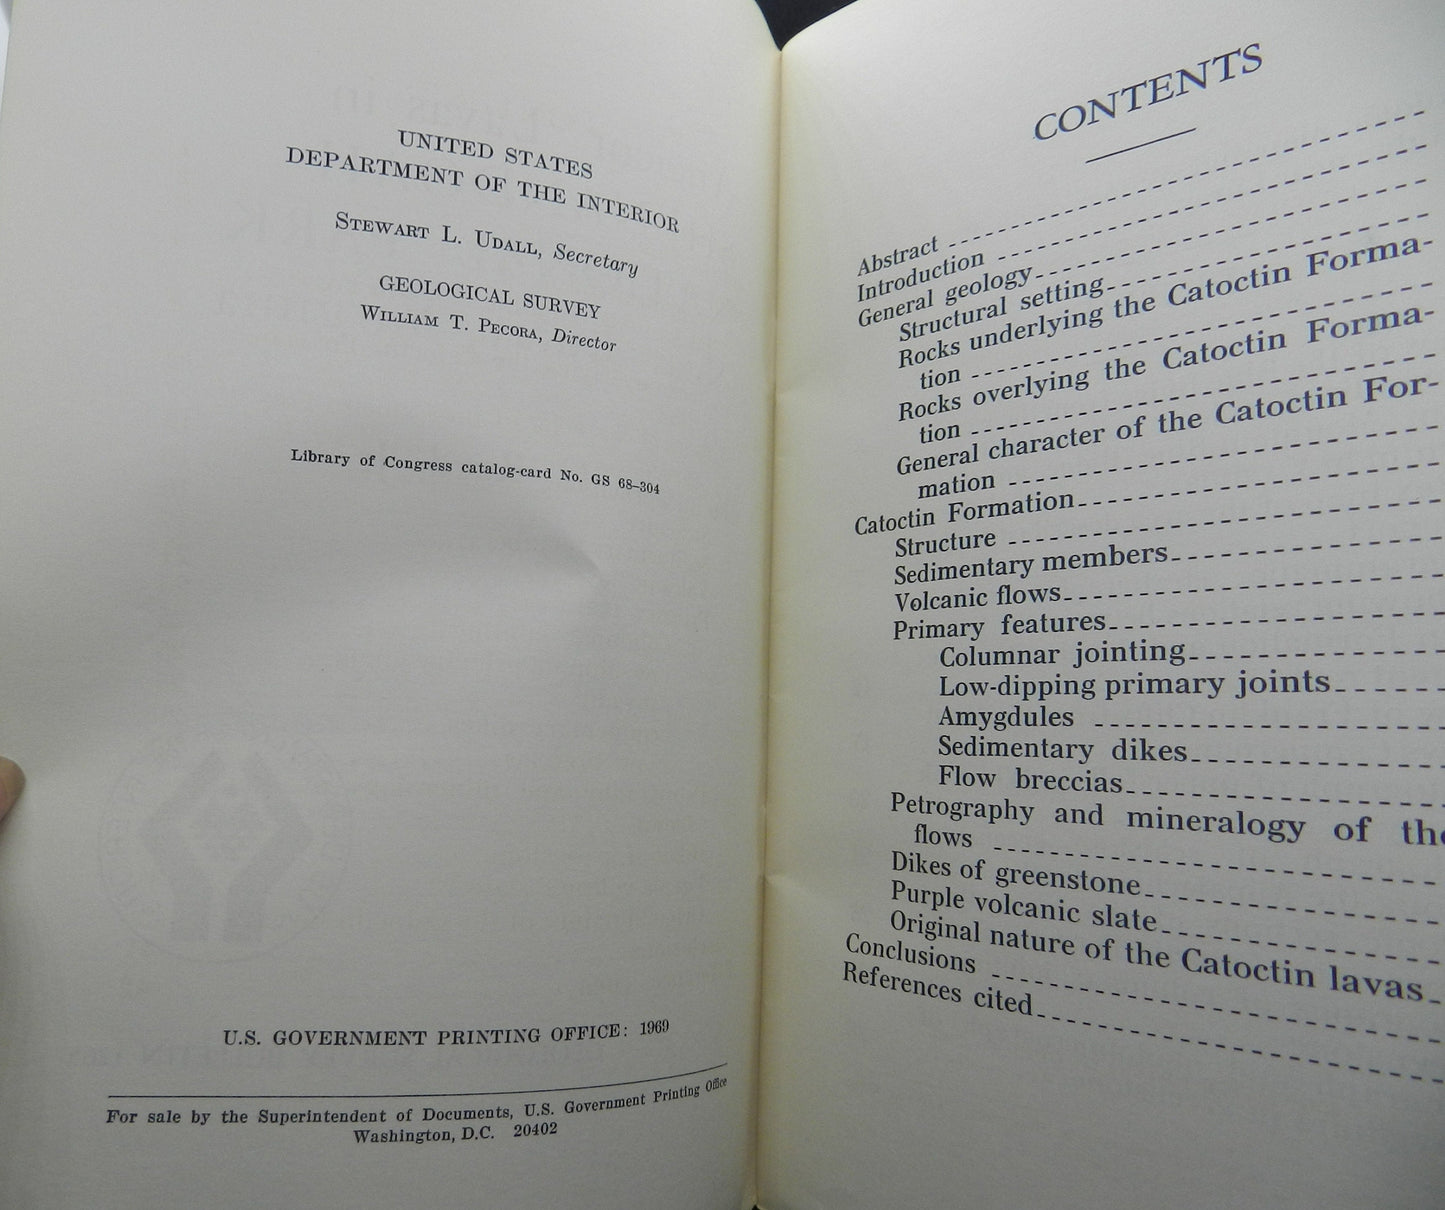 UNITED STATES
DEPARTMENT OF THE INTERIOR
STEWART L. UDALL, Secretary
GEOLOGICAL SURVEY
WILLIAM T. PECORA, Director
Library of Congress catalog-card No. GS 68–304
U.S. GOVERNMENT PRINTING OFFICE: 1969
For sale by the Superintendent of Documents, U.S. Government Printing Office
Washington, D.C. 20402
CONTENTS
Abstract
Introduction
General geology
Structural setting
Rocks underlying the Catoctin Forma-
tion
Rocks overlying the Catoctin Forma-
tion
General character of the Catoctin For-
mation
Catoctin Formation
Structure
Sedimentary members
Volcanic flows
Primary features
Columnar jointing
Low-dipping primary joints
Amygdules
Sedimentary dikes
Flow breccias
Petrography and mineralogy of the
flows
Dikes of greenstone
Purple volcanic slate
Original nature of the Catoctin lavas
Conclusions
References cited